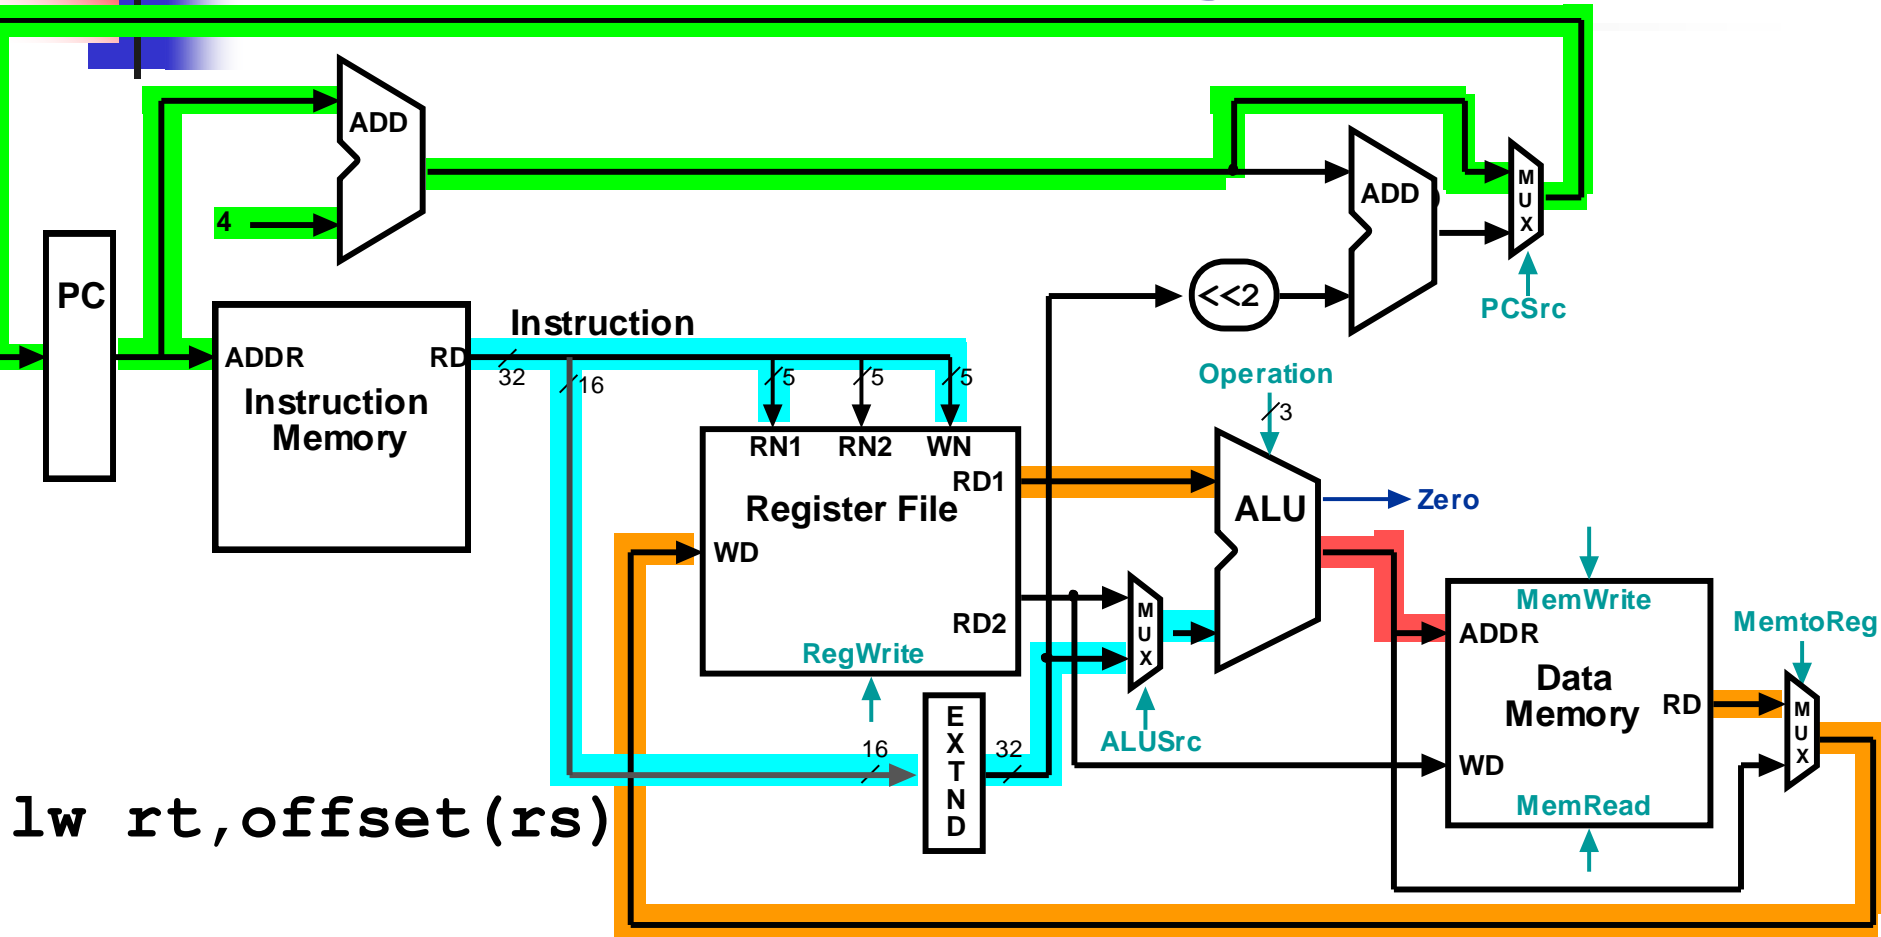 ADD
4
ADD
M
U
X
PCSrc
<<2
PC
Instruction
ADDR
RD
32
16
5
5
5
Instruction
Memory
Operation
3
RN1
RN2
WN
RD1
Register File
ALU
Zero
WD
RD2
RegWrite
M
U
X
ALUSrc
MemWrite
ADDR
Data
Memory
RD
WD
MemRead
MemtoReg
M
U
X
E
X
T
N
D
16
32
lw rt,offset(rs)